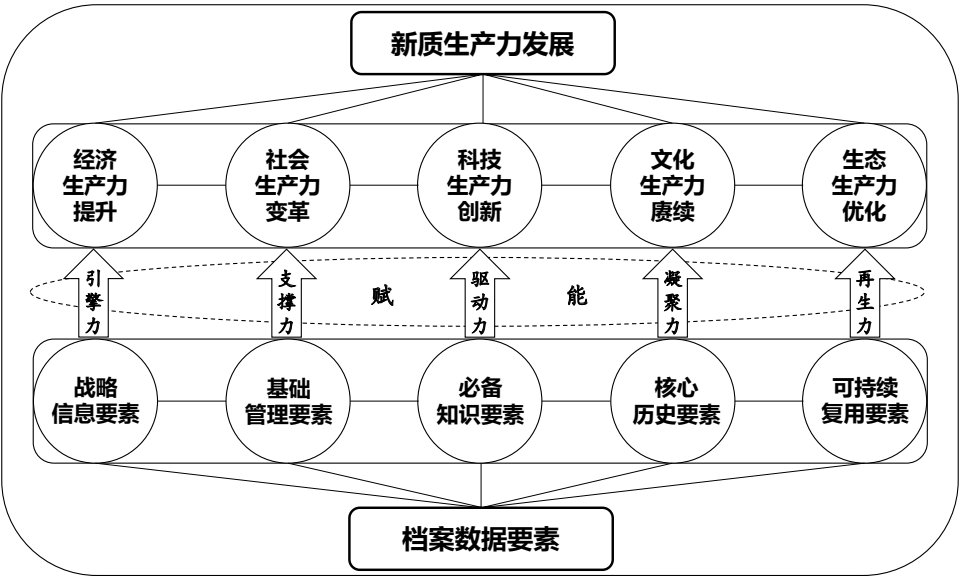 新质生产力发展
经济
生产力
提升
社会
生产力
变革
科技
生产力
创新
文化
生产力
赓续
生态
生产力
优化
引擎力
支撑力
赋
驱动力
能
凝聚力
再生力
战略
信息要素
基础
管理要素
必备
知识要素
核心
历史要素
可持续
复用要素
档案数据要素